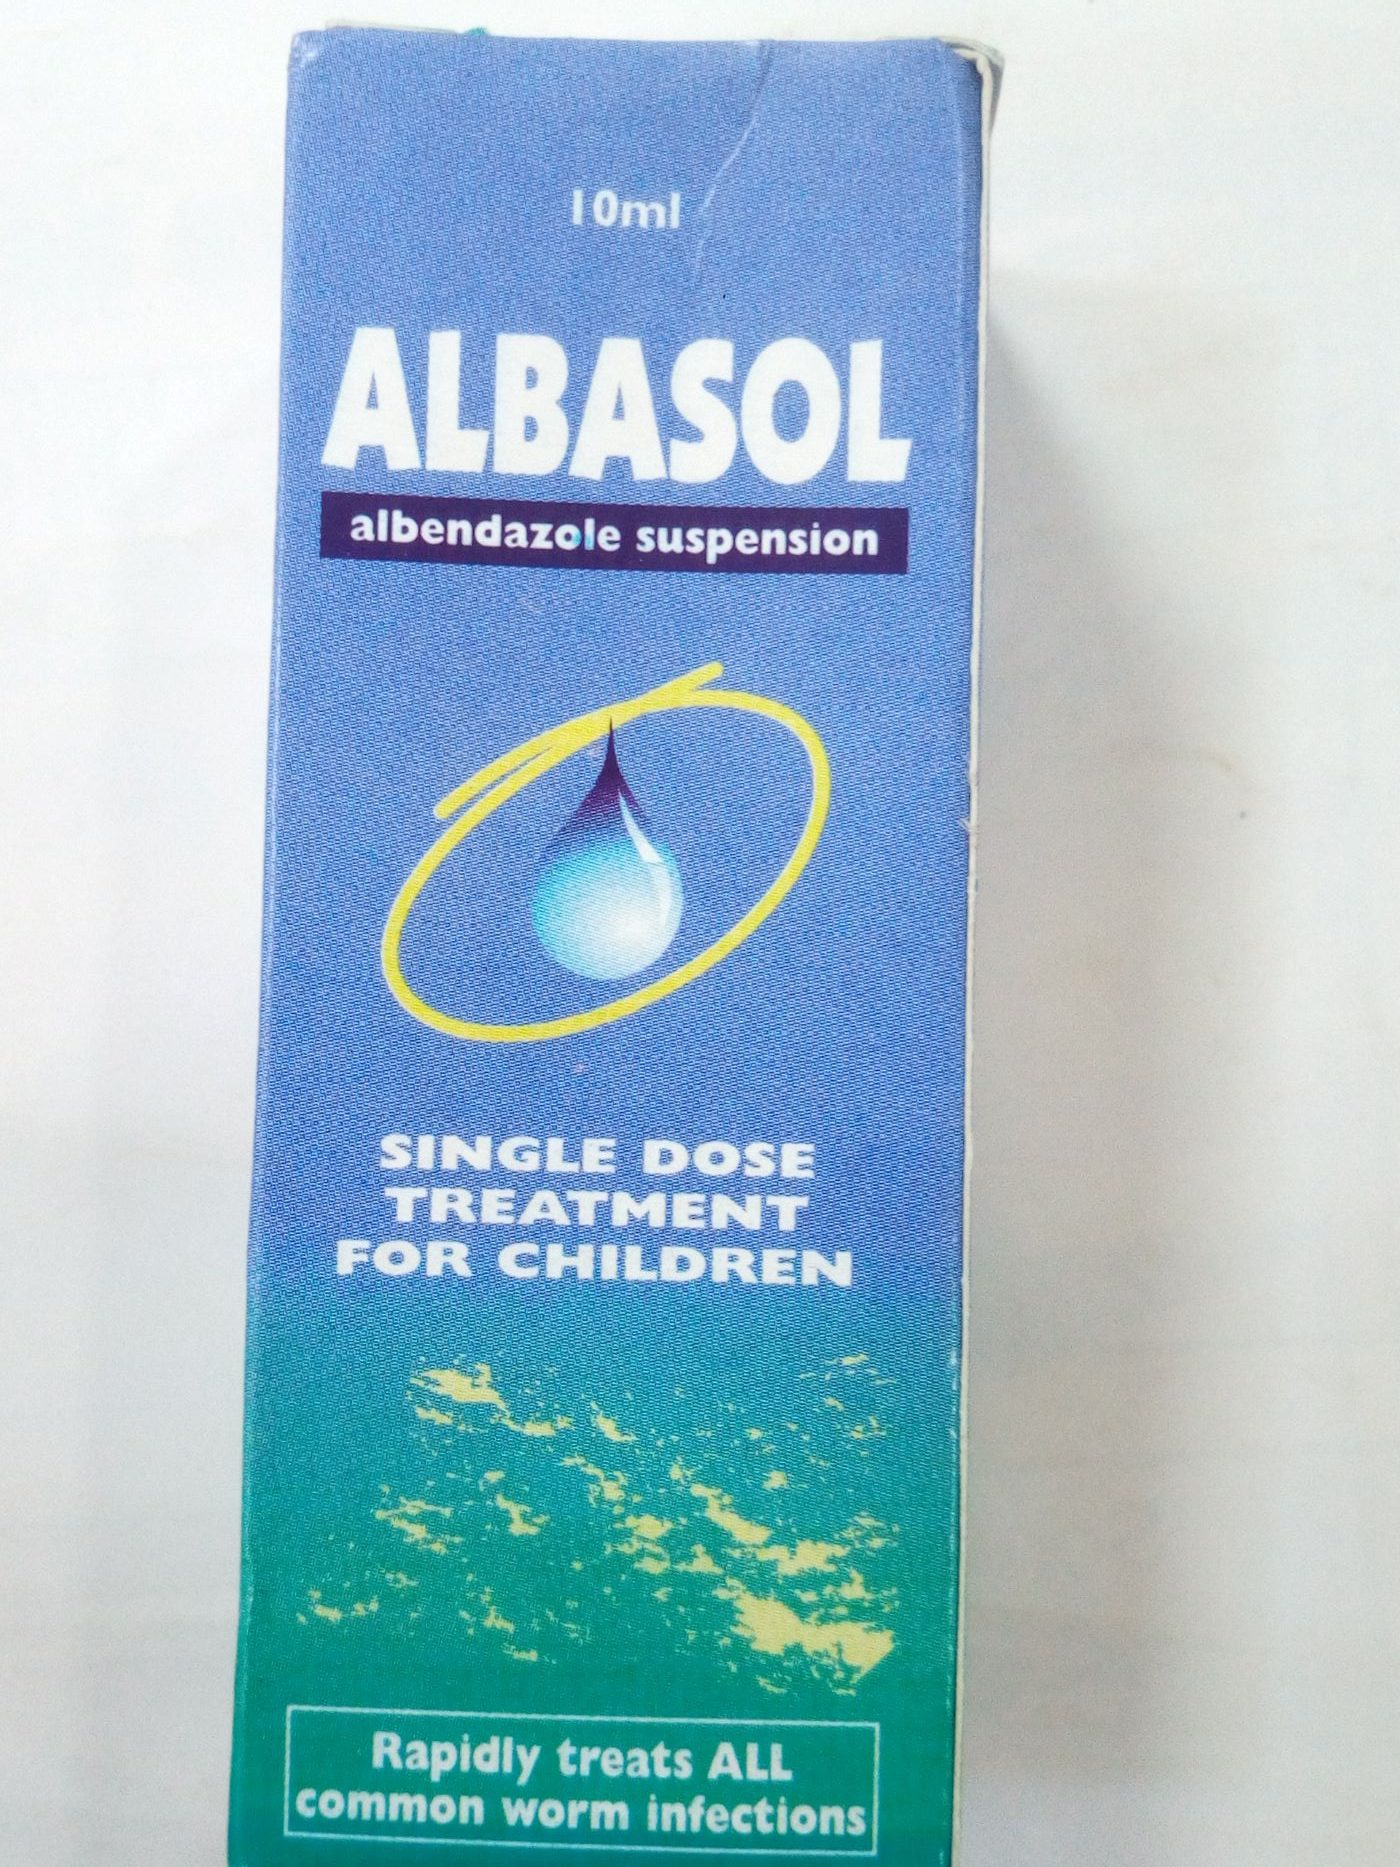 10ml
ALBASOL
albendazole suspension
SINGLE DOSE
TREATMENT
FOR CHILDREN
Rapidly treats ALL
common worm infections